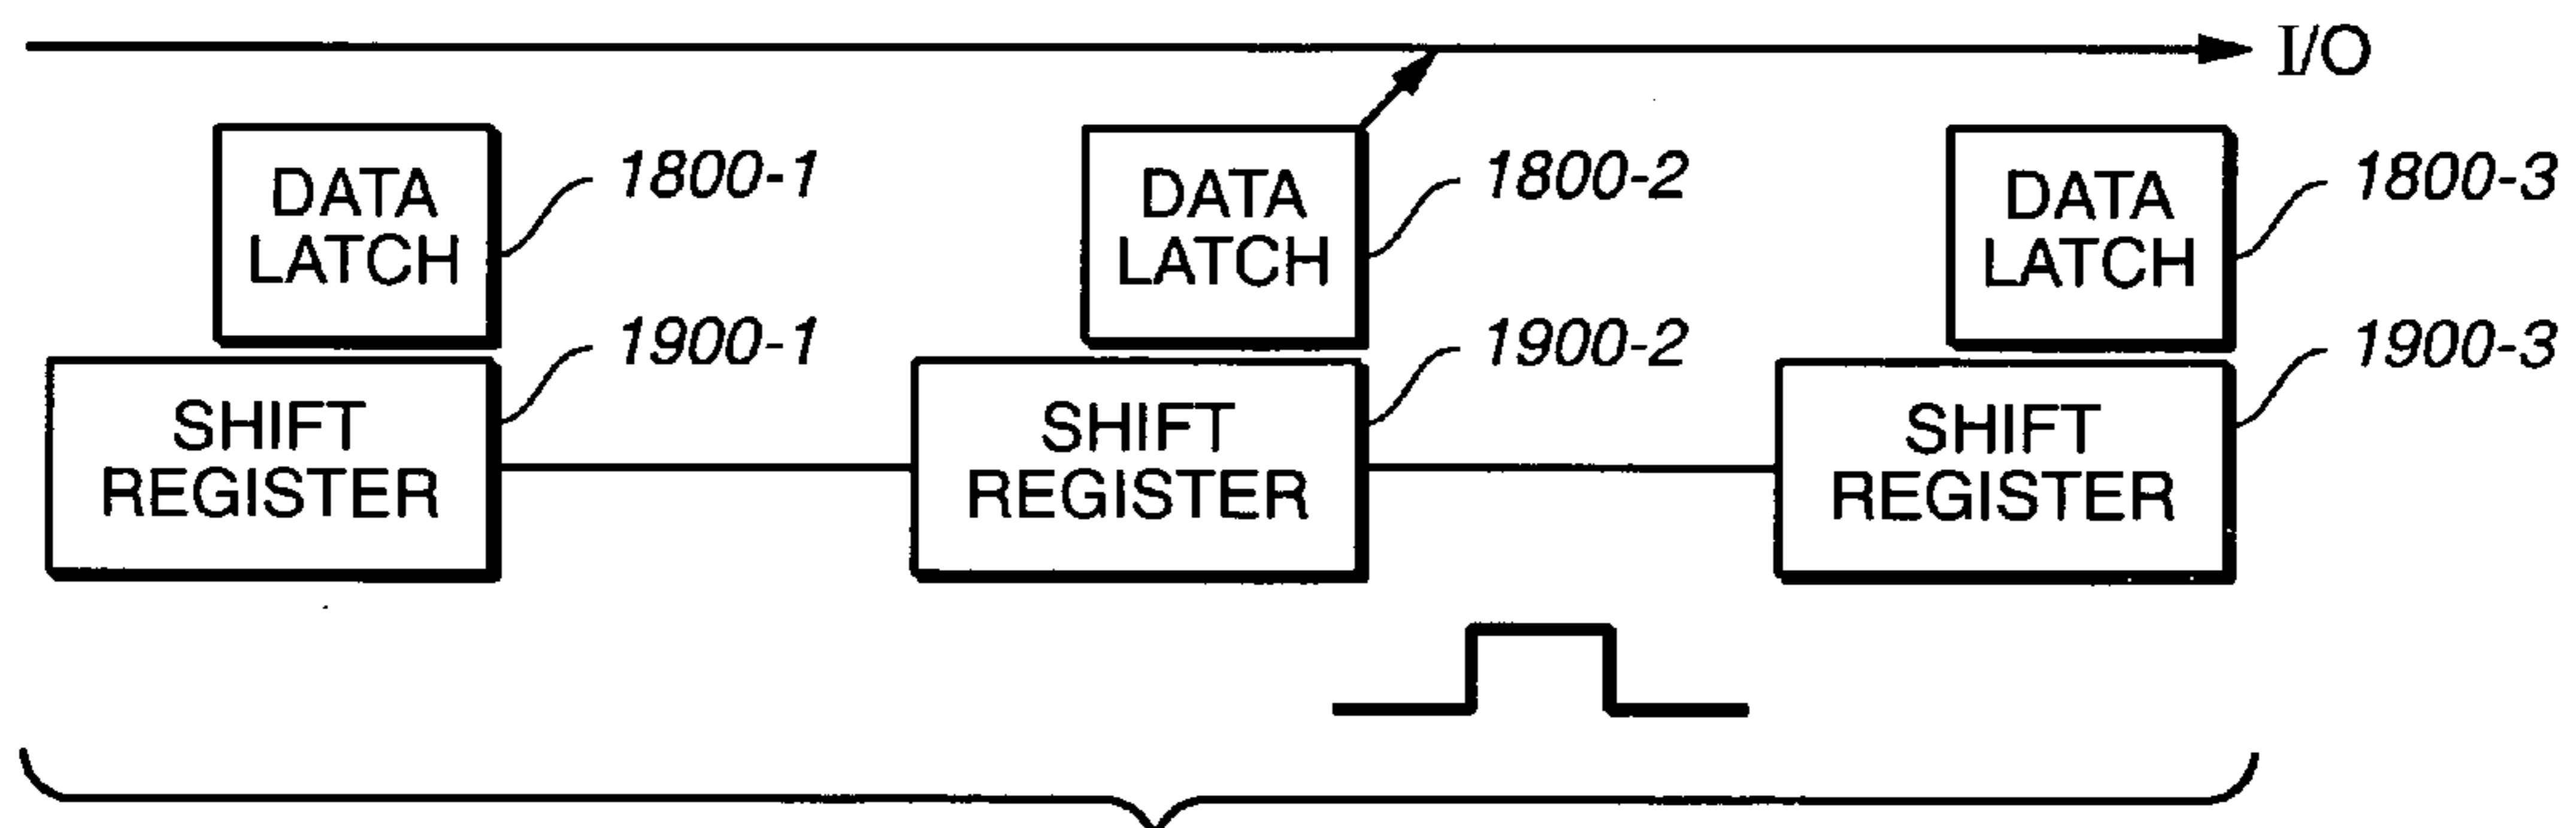 I/O
DATA
LATCH
1800-1
DATA
LATCH
1800-2
DATA
LATCH
1800-3
SHIFT
REGISTER
1900-1
SHIFT
REGISTER
1900-2
SHIFT
REGISTER
1900-3